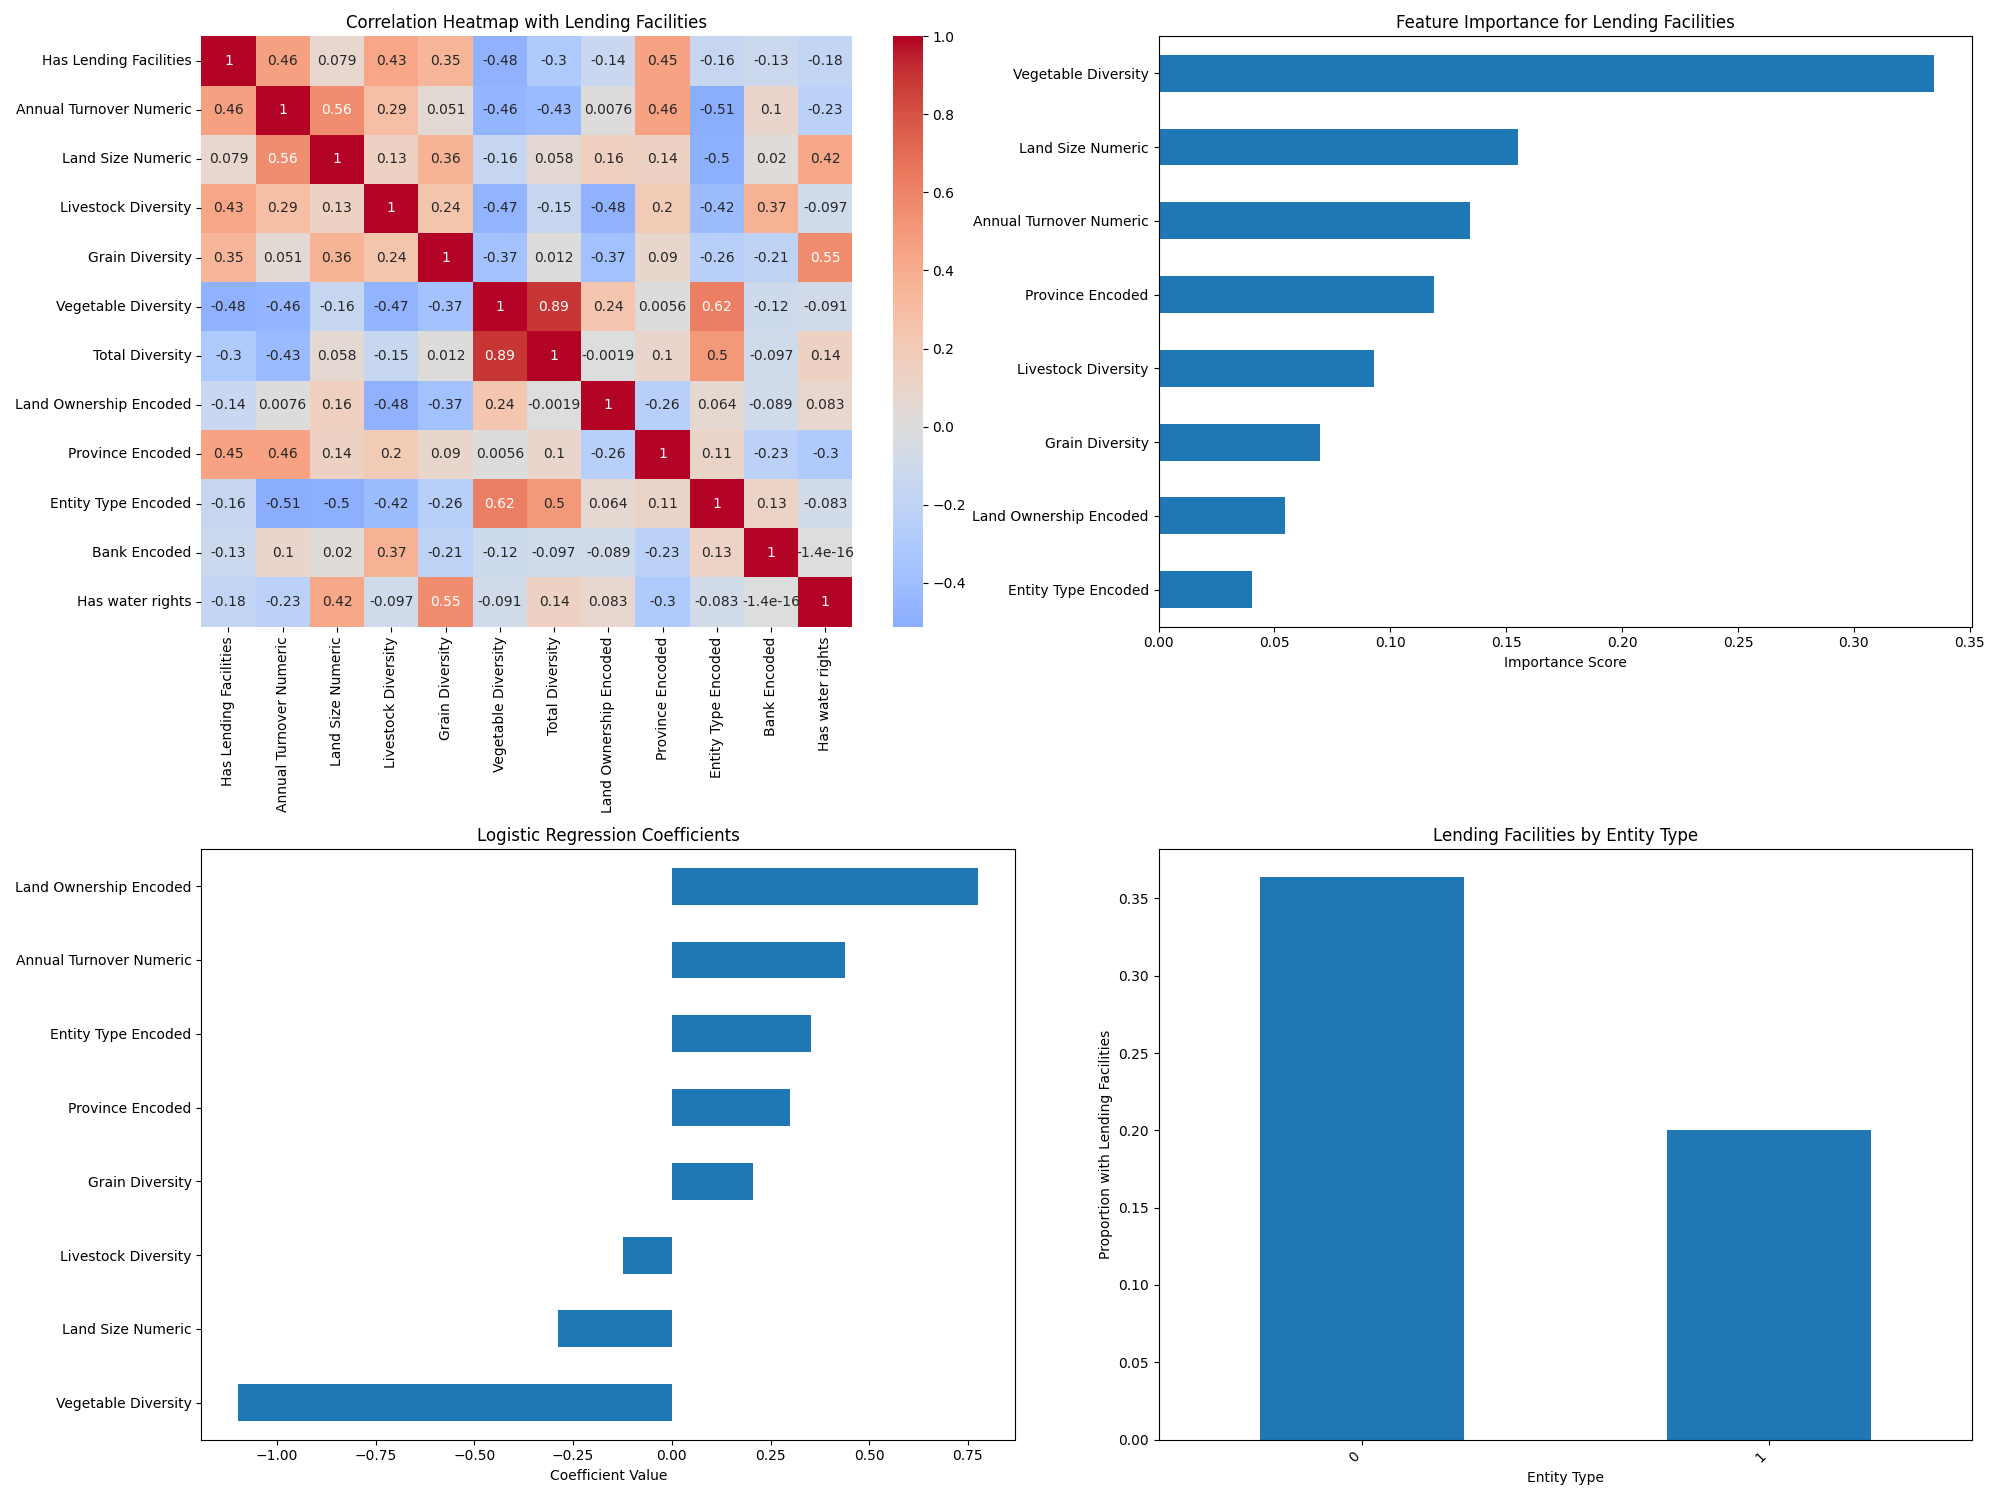 Correlation Heatmap with Lending Facilities
Has Lending Facilities 1 0.46 0.079 0.43 0.35 -0.48 -0.3 -0.14 0.45 -0.16 -0.13 -0.18
Annual Turnover Numeric 0.46 1 0.56 0.29 0.051 -0.46 -0.43 0.0076 0.46 -0.51 0.1 -0.23
Land Size Numeric 0.079 0.56 1 0.13 0.36 -0.16 0.058 0.16 0.14 -0.5 0.02 0.42
Livestock Diversity 0.43 0.29 0.13 1 0.24 -0.47 -0.15 -0.48 0.2 -0.42 0.37 -0.097
Grain Diversity 0.35 0.051 0.36 0.24 1 -0.37 0.012 -0.37 0.09 -0.26 -0.21 0.55
Vegetable Diversity -0.48 -0.46 -0.16 -0.47 -0.37 1 0.89 0.24 0.0056 0.62 -0.12 -0.091
Total Diversity -0.3 -0.43 0.058 -0.15 0.012 0.89 1 -0.0019 0.1 0.5 -0.097 0.14
Land Ownership Encoded -0.14 0.0076 0.16 -0.48 -0.37 0.24 -0.0019 1 -0.26 0.064 -0.089 0.083
Province Encoded 0.45 0.46 0.14 0.2 0.09 0.0056 0.1 -0.26 1 0.11 -0.23 -0.3
Entity Type Encoded -0.16 -0.51 -0.5 -0.42 -0.26 0.62 0.5 0.064 0.11 1 0.13 -0.083
Bank Encoded -0.13 0.1 0.02 0.37 -0.21 -0.12 -0.097 -0.089 -0.23 0.13 1 -1.4e-16
Has water rights -0.18 -0.23 0.42 -0.097 0.55 -0.091 0.14 0.083 -0.3 -0.083 -1.4e-16 1
Has Lending Facilities
Annual Turnover Numeric
Land Size Numeric
Livestock Diversity
Grain Diversity
Vegetable Diversity
Total Diversity
Land Ownership Encoded
Province Encoded
Entity Type Encoded
Bank Encoded
Has water rights
1.0
0.8
0.6
0.4
0.2
0.0
−0.2
−0.4
Feature Importance for Lending Facilities
Vegetable Diversity
Land Size Numeric
Annual Turnover Numeric
Province Encoded
Livestock Diversity
Grain Diversity
Land Ownership Encoded
Entity Type Encoded
0.00 0.05 0.10 0.15 0.20 0.25 0.30 0.35
Importance Score
Logistic Regression Coefficients
Land Ownership Encoded
Annual Turnover Numeric
Entity Type Encoded
Province Encoded
Grain Diversity
Livestock Diversity
Land Size Numeric
Vegetable Diversity
−1.00 −0.75 −0.50 −0.25 0.00 0.25 0.50 0.75
Coefficient Value
Lending Facilities by Entity Type
Proportion with Lending Facilities
0.35
0.30
0.25
0.20
0.15
0.10
0.05
0.00
0 1
Entity Type